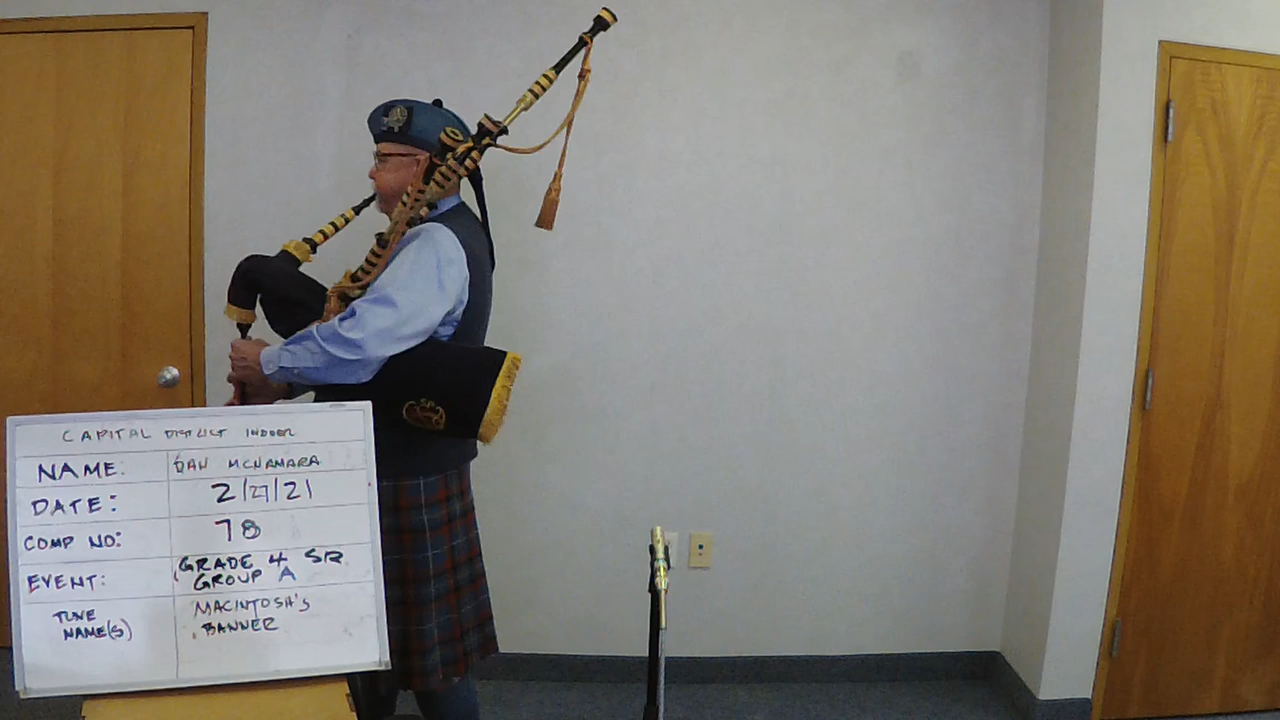 CAPITAL DISTRICT INDOOR
NAME: DAN MCNAMARA
DATE: 2/27/21
COMP NO: 78
EVENT: GRADE 4 SR
GROUP A
TUNE NAME(S) MACINTOSH'S
BANNER